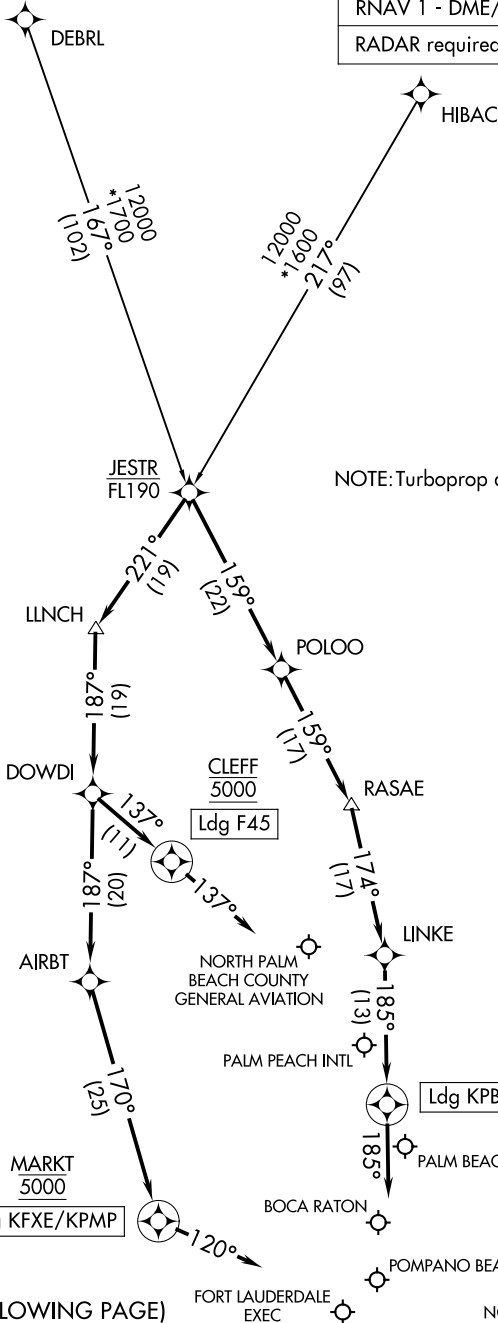 RNAV 1 - DME/
RADAR required
DEBRL
HIBAC
12000
*1700
167°
(102)
12000
*1600
217°
(97)
JESTR
FL190
NOTE: Turboprop
221°
(19)
159°
(22)
LLNCH
POLOO
187°
(19)
159°
(17)
DOWDI
CLEFF
5000
Ldg F45
RASAE
137°
(11)
137°
174°
(17)
187°
(20)
LINKE
AIRBT
NORTH PALM
BEACH COUNTY
GENERAL AVIATION
185°
(13)
PALM PEACH INTL
170°
(25)
Ldg KPB
185°
PALM BEAC
MARKT
5000
KFXE/KPMP
BOCA RATON
120°
POMPANO BEA
LOWING PAGE)
FORT LAUDERDALE
EXEC
NO